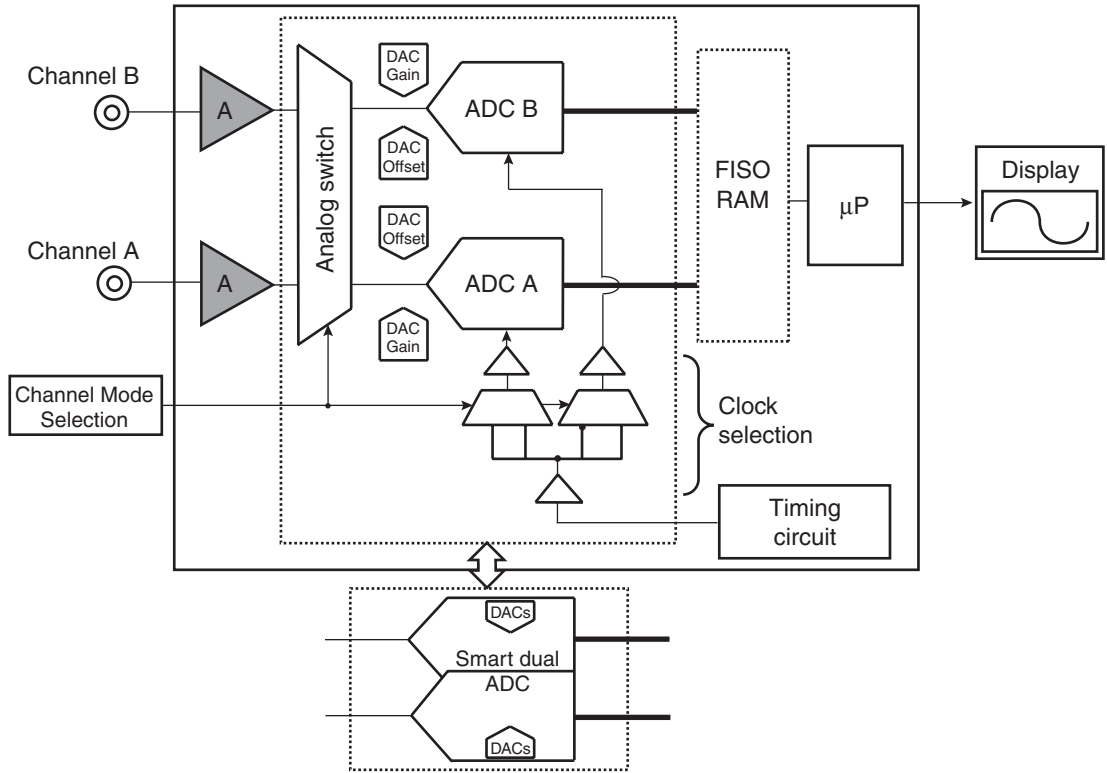 Channel B
A
Analog switch
DAC
Gain
DAC
Offset
ADC B
FISO
RAM
μP
Display
Channel A
A
DAC
Offset
DAC
Gain
ADC A
Channel Mode
Selection
Clock
selection
Timing
circuit
DACs
Smart dual
ADC
DACs